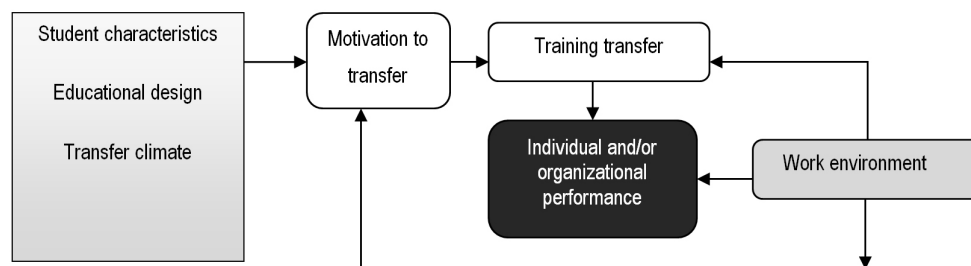 Student characteristics
Educational design
Transfer climate
Motivation to
transfer
Training transfer
Individual and/or
organizational
performance
Work environment